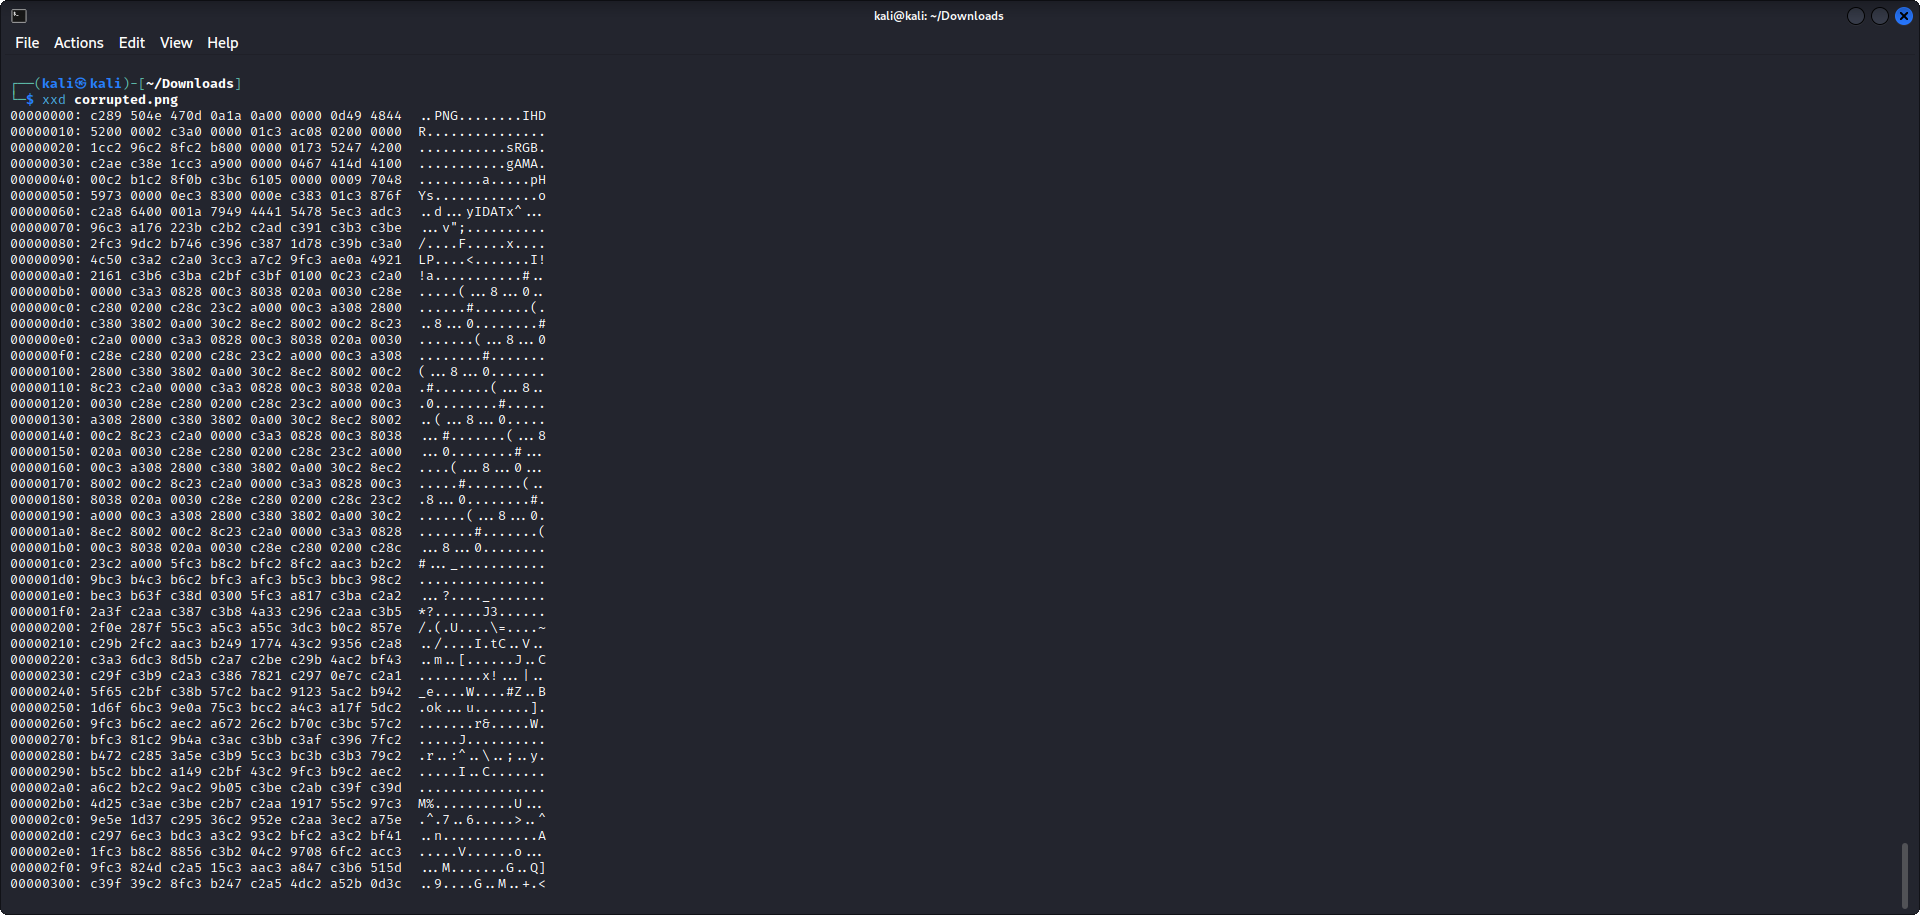 kali@kali: ~/Downloads
File Actions Edit View Help
┌──(kali㉿kali)-[~/Downloads]
└─$ xxd corrupted.png
00000000: c289 504e 470d 0a1a 0a00 0000 0d49 4844 ..PNG........IHD
00000010: 5200 0002 c3a0 0000 01c3 ac08 0200 0000 R...............
00000020: 1cc2 96c2 8fc2 b800 0000 0173 5247 4200 ...........sRGB.
00000030: c2ae c38e 1cc3 a900 0000 0467 414d 4100 ...........gAMA.
00000040: 00c2 b1c2 8f0b c3bc 6105 0000 0009 7048 ........a.....pH
00000050: 5973 0000 0ec3 8300 000e c383 01c3 876f Ys.............o
00000060: c2a8 6400 001a 7949 4441 5478 5ec3 adc3 ..d...yIDATx^...
00000070: 96c3 a176 223b c2b2 c2ad c391 c3b3 c3be ...v";..........
00000080: 2fc3 9dc2 b746 c396 c387 1d78 c39b c3a0 /....F.....x....
00000090: 4c50 c3a2 c2a0 3cc3 a7c2 9fc3 ae0a 4921 LP....<.......I!
000000a0: 2161 c3b6 c3ba c2bf c3bf 0100 0c23 c2a0 !a...........#..
000000b0: 0000 c3a3 0828 00c3 8038 020a 0030 c28e .....(...8...0..
000000c0: c280 0200 c28c 23c2 a000 00c3 a308 2800 ......#.......(.
000000d0: c380 3802 0a00 30c2 8ec2 8002 00c2 8c23 ..8...0........#
000000e0: c2a0 0000 c3a3 0828 00c3 8038 020a 0030 .......(...8...0
000000f0: c28e c280 0200 c28c 23c2 a000 00c3 a308 ........#.......
00000100: 2800 c380 3802 0a00 30c2 8ec2 8002 00c2 (...8...0.......
00000110: 8c23 c2a0 0000 c3a3 0828 00c3 8038 020a .#.......(...8..
00000120: 0030 c28e c280 0200 c28c 23c2 a000 00c3 .0........#.....
00000130: a308 2800 c380 3802 0a00 30c2 8ec2 8002 ..(...8...0.....
00000140: 00c2 8c23 c2a0 0000 c3a3 0828 00c3 8038 ...#.......(...8
00000150: 020a 0030 c28e c280 0200 c28c 23c2 a000 ...0........#...
00000160: 00c3 a308 2800 c380 3802 0a00 30c2 8ec2 ....(...8...0...
00000170: 8002 00c2 8c23 c2a0 0000 c3a3 0828 00c3 .....#.......(..
00000180: 8038 020a 0030 c28e c280 0200 c28c 23c2 .8...0........#.
00000190: a000 00c3 a308 2800 c380 3802 0a00 30c2 ......(...8...0.
000001a0: 8ec2 8002 00c2 8c23 c2a0 0000 c3a3 0828 .......#.......(
000001b0: 00c3 8038 020a 0030 c28e c280 0200 c28c ...8...0........
000001c0: 23c2 a000 5fc3 b8c2 bfc2 8fc2 aac3 b2c2 #..._...........
000001d0: 9bc3 b4c3 b6c2 bfc3 afc3 b5c3 bbc3 98c2 ................
000001e0: bec3 b63f c38d 0300 5fc3 a817 c3ba c2a2 ...?...._.......
000001f0: 2a3f c2aa c387 c3b8 4a33 c296 c2aa c3b5 *?......J3......
00000200: 2f0e 287f 55c3 a5c3 a55c 3dc3 b0c2 857e /.(.U....\=....~
00000210: c29b 2fc2 aac3 b249 1774 43c2 9356 c2a8 ../....I.tC..V..
00000220: c3a3 6dc3 8d5b c2a7 c2be c29b 4ac2 bf43 ..m..[......J..C
00000230: c29f c3b9 c2a3 c386 7821 c297 0e7c c2a1 ........x!...|..
00000240: 5f65 c2bf c38b 57c2 bac2 9123 5ac2 b942 _e....W....#Z..B
00000250: 1d6f 6bc3 9e0a 75c3 bcc2 a4c3 a17f 5dc2 .ok...u.......].
00000260: 9fc3 b6c2 aec2 a672 26c2 b70c c3bc 57c2 .......r&.....W.
00000270: bfc3 81c2 9b4a c3ac c3bb c3af c396 7fc2 .....J..........
00000280: b472 c285 3a5e c3b9 5cc3 bc3b c3b3 79c2 .r..:^..\..;..y.
00000290: b5c2 bbc2 a149 c2bf 43c2 9fc3 b9c2 aec2 .....I..C.......
000002a0: a6c2 b2c2 9ac2 9b05 c3be c2ab c39f c39d ................
000002b0: 4d25 c3ae c3be c2b7 c2aa 1917 55c2 97c3 M%..........U...
000002c0: 9e5e 1d37 c295 36c2 952e c2aa 3ec2 a75e .^.7..6.....>..^
000002d0: c297 6ec3 bdc3 a3c2 93c2 bfc2 a3c2 bf41 ..n............A
000002e0: 1fc3 b8c2 8856 c3b2 04c2 9708 6fc2 acc3 .....V......o...
000002f0: 9fc3 824d c2a5 15c3 aac3 a847 c3b6 515d ...M.......G..Q]
00000300: c39f 39c2 8fc3 b247 c2a5 4dc2 a52b 0d3c ..9....G..M..+.<